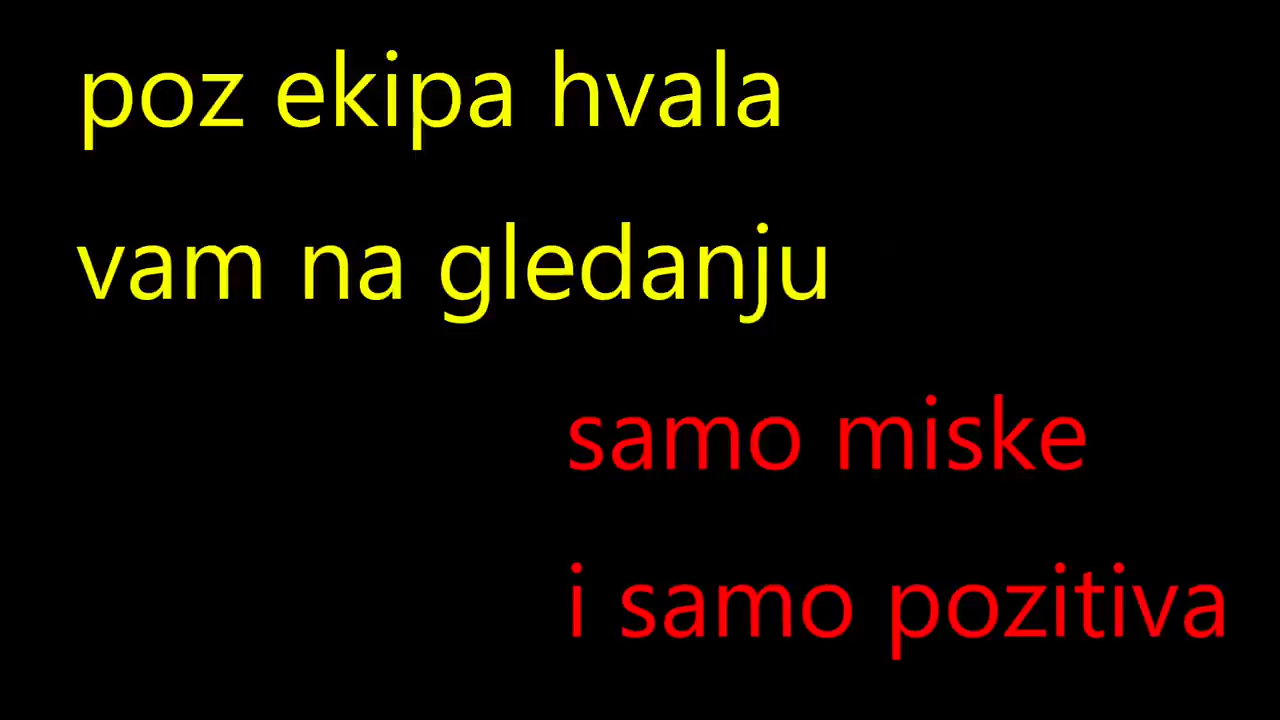 poz ekipa hvala
vam na gledanju
samo miske
i samo pozitiva